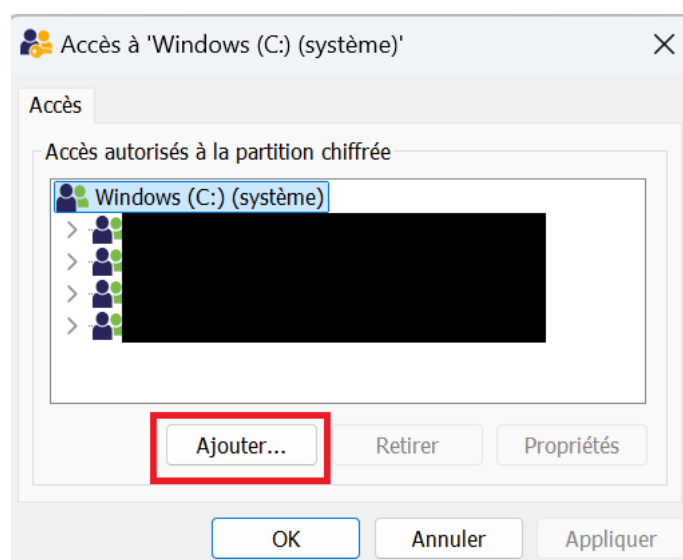 Accès à 'Windows (C:) (système)'
Accès
Accès autorisés à la partition chiffrée
Windows (C:) (système)
Ajouter... Retirer Propriétés
OK Annuler Appliquer